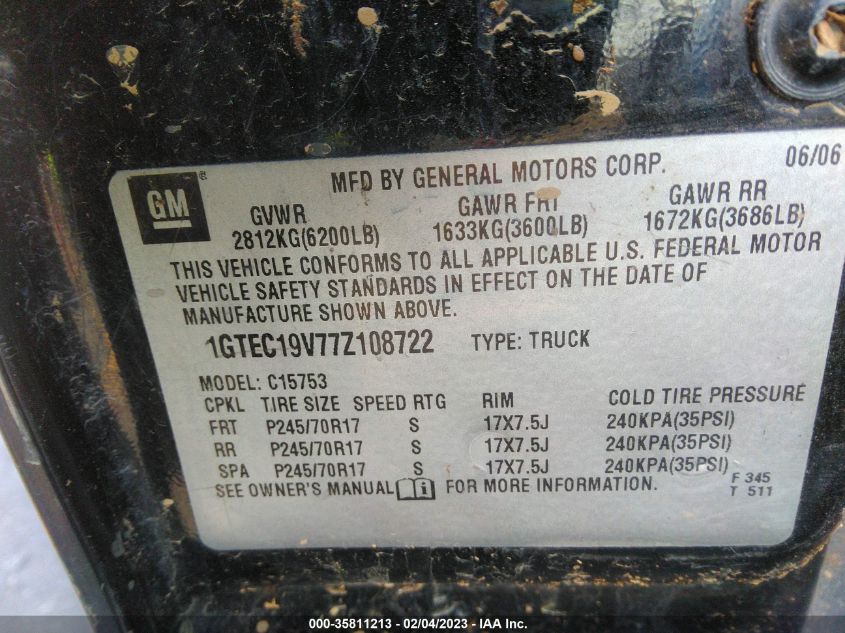 GM®
MFD BY GENERAL MOTORS CORP.
06/06
GVWR GAWR FRT GAWR RR
2812KG(6200LB) 1633KG(3600LB) 1672KG(3686LB)
THIS VEHICLE CONFORMS TO ALL APPLICABLE U.S. FEDERAL MOTOR
VEHICLE SAFETY STANDARDS IN EFFECT ON THE DATE OF
MANUFACTURE SHOWN ABOVE.
1GTEC19V77Z108722 TYPE: TRUCK
MODEL: C15753
CPKL TIRE SIZE SPEED RTG RIM COLD TIRE PRESSURE
FRT P245/70R17 S 17X7.5J 240KPA(35PSI)
RR P245/70R17 S 17X7.5J 240KPA(35PSI)
SPA P245/70R17 S 17X7.5J 240KPA(35PSI)
SEE OWNER'S MANUAL i FOR MORE INFORMATION.
F 345
T 511
000-35811213 - 02/04/2023 - IAA Inc.